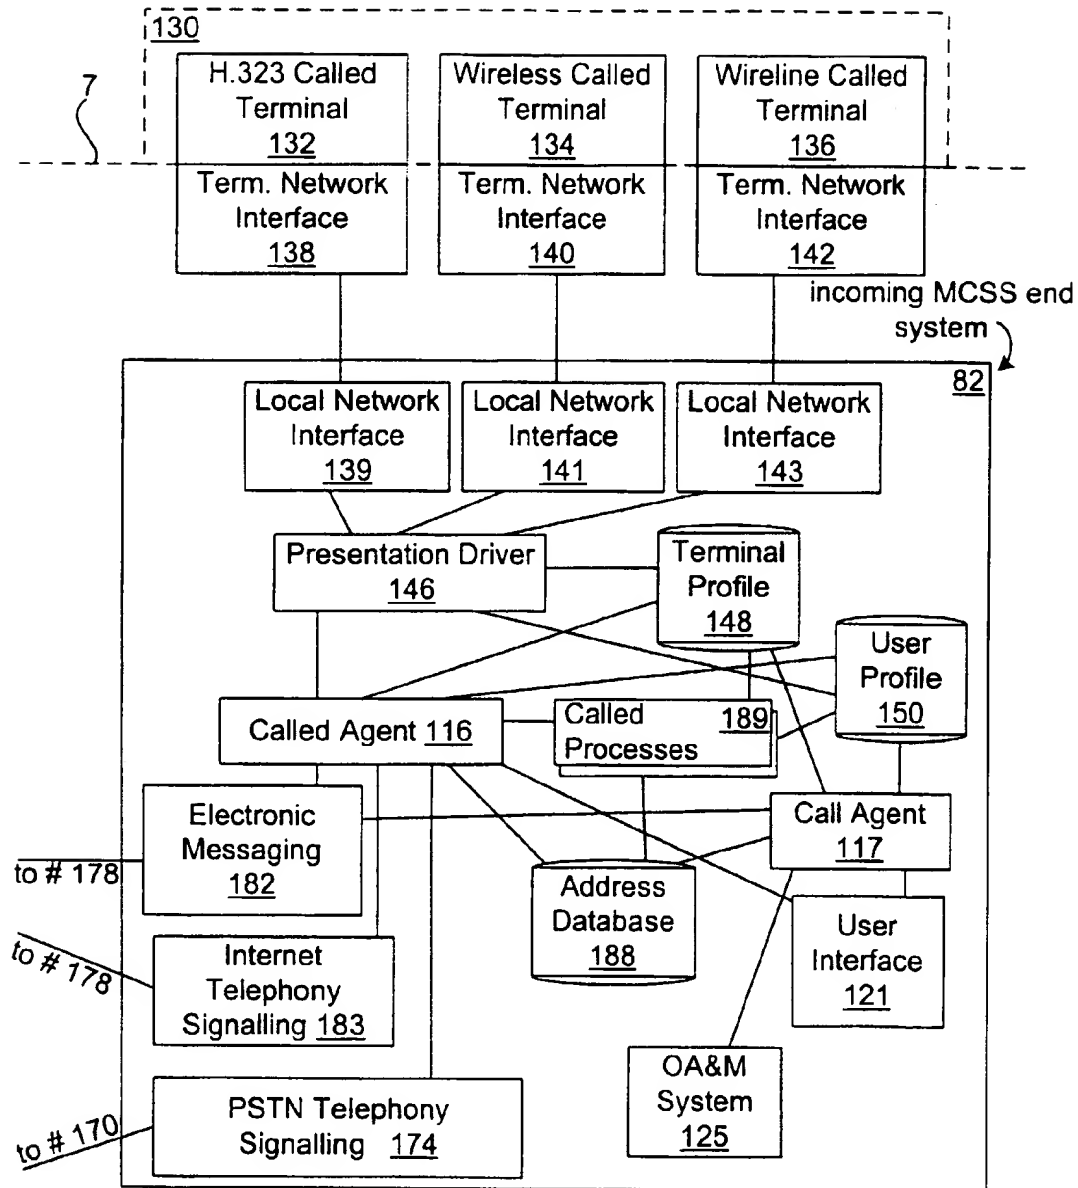 130
H.323 Called
Terminal
132
Wireless Called
Terminal
134
Wireline Called
Terminal
136
7
Term. Network
Interface
138
Term. Network
Interface
140
Term. Network
Interface
142
incoming MCSS end
system
82
Local Network
Interface
139
Local Network
Interface
141
Local Network
Interface
143
Presentation Driver
146
Terminal
Profile
148
User
Profile
150
Called Agent 116
Called
Processes
189
Electronic
Messaging
182
Call Agent
117
to # 178
Address
Database
188
User
Interface
121
to # 178
Internet
Telephony
Signalling 183
OA&M
System
125
PSTN Telephony
Signalling 174
to # 170